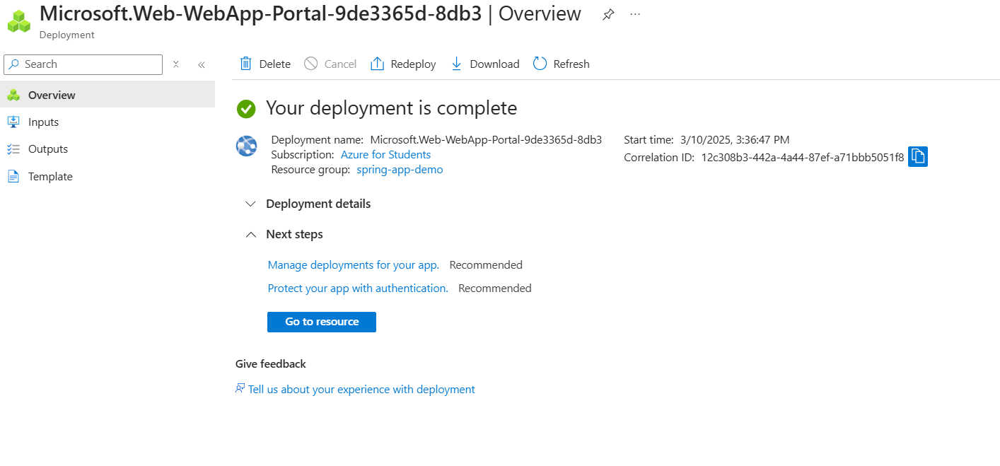 Microsoft.Web-WebApp-Portal-9de3365d-8db3 | Overview
Deployment
Search
Delete Cancel Redeploy Download Refresh
Overview
Inputs
Outputs
Template
Your deployment is complete
Deployment name: Microsoft.Web-WebApp-Portal-9de3365d-8db3
Subscription: Azure for Students
Resource group: spring-app-demo
Start time: 3/10/2025, 3:36:47 PM
Correlation ID: 12c308b3-442a-4a44-87ef-a71bbb5051f8
Deployment details
Next steps
Manage deployments for your app. Recommended
Protect your app with authentication. Recommended
Go to resource
Give feedback
Tell us about your experience with deployment